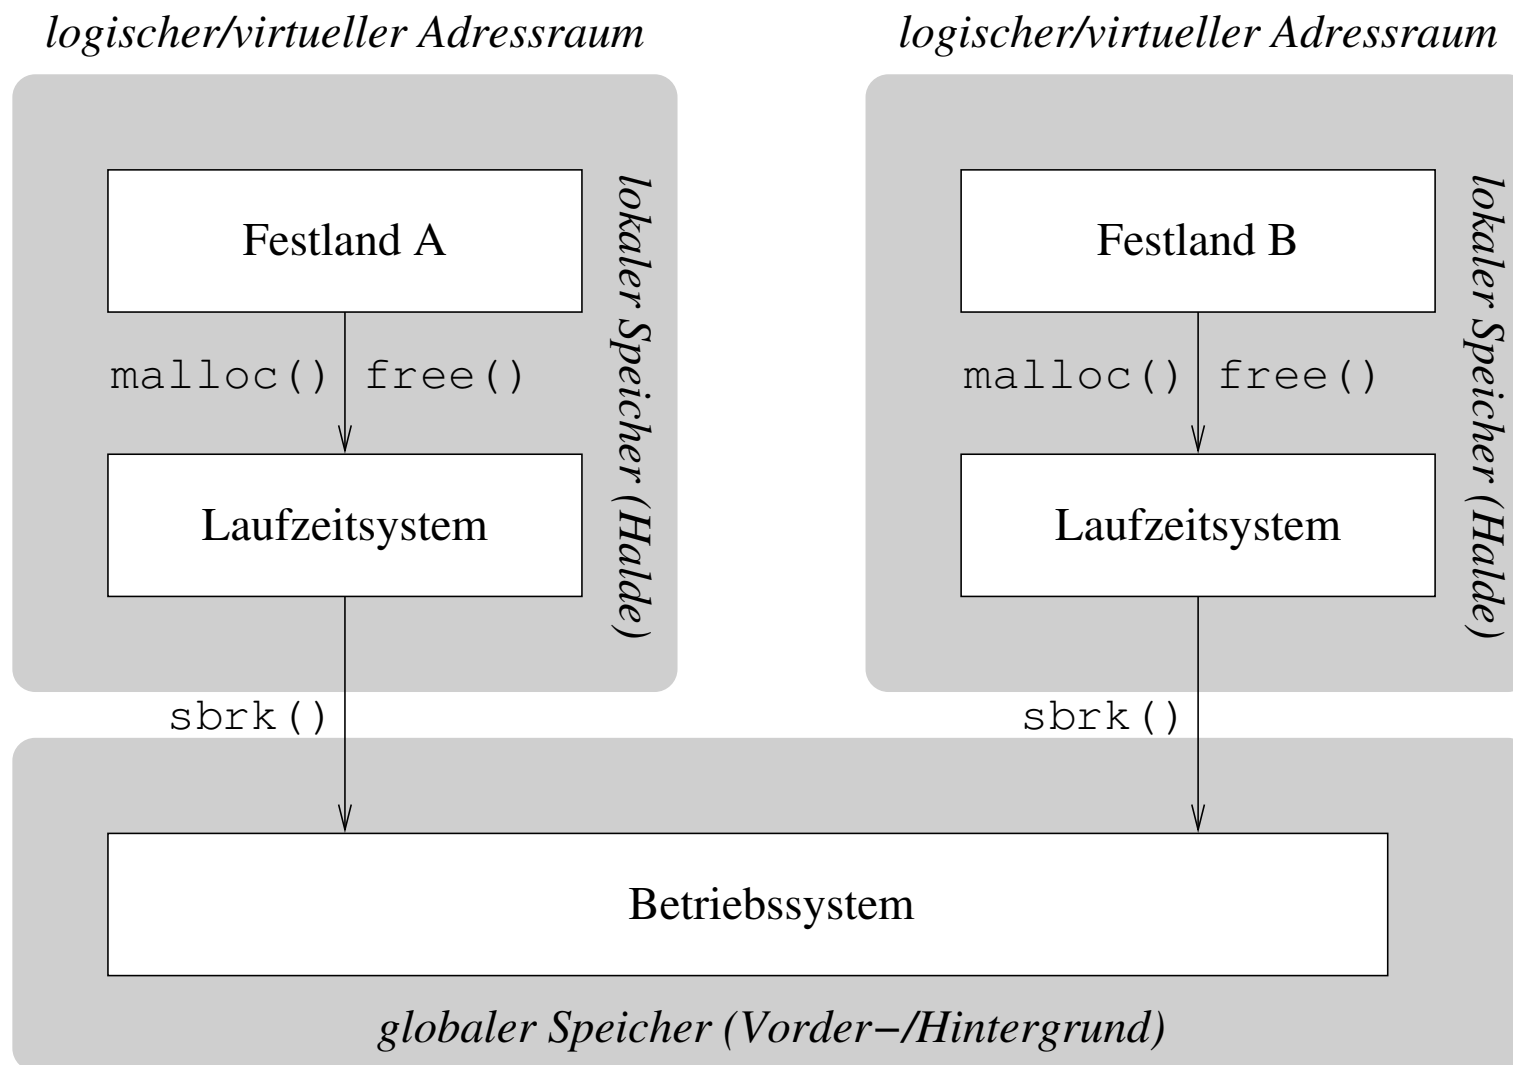 logischer/virtueller Adressraum
Festland A
malloc() free()
Laufzeitsystem
lokaler Speicher (Halde)
sbrk()
logischer/virtueller Adressraum
Festland B
malloc() free()
Laufzeitsystem
lokaler Speicher (Halde)
sbrk()
Betriebssystem
globaler Speicher (Vorder−/Hintergrund)